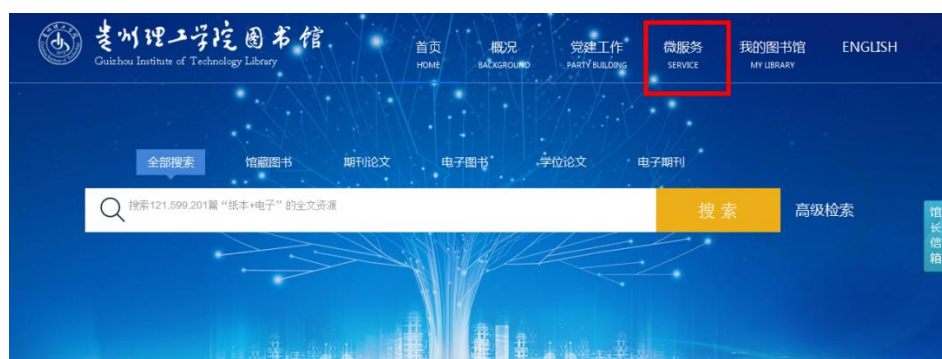 贵州理工学院图书馆
Guizhou Institute of Technology Library
首页 概况 党建工作 微服务 我的图书馆 ENGLISH
HOME BACKGROUND PARTY BUILDING SERVICE MY LIBRARY
全部搜索 馆藏图书 期刊论文 电子图书 学位论文 电子期刊
搜索121,599,201篇“纸本+电子”的全文资源 搜索 高级检索
馆长信箱